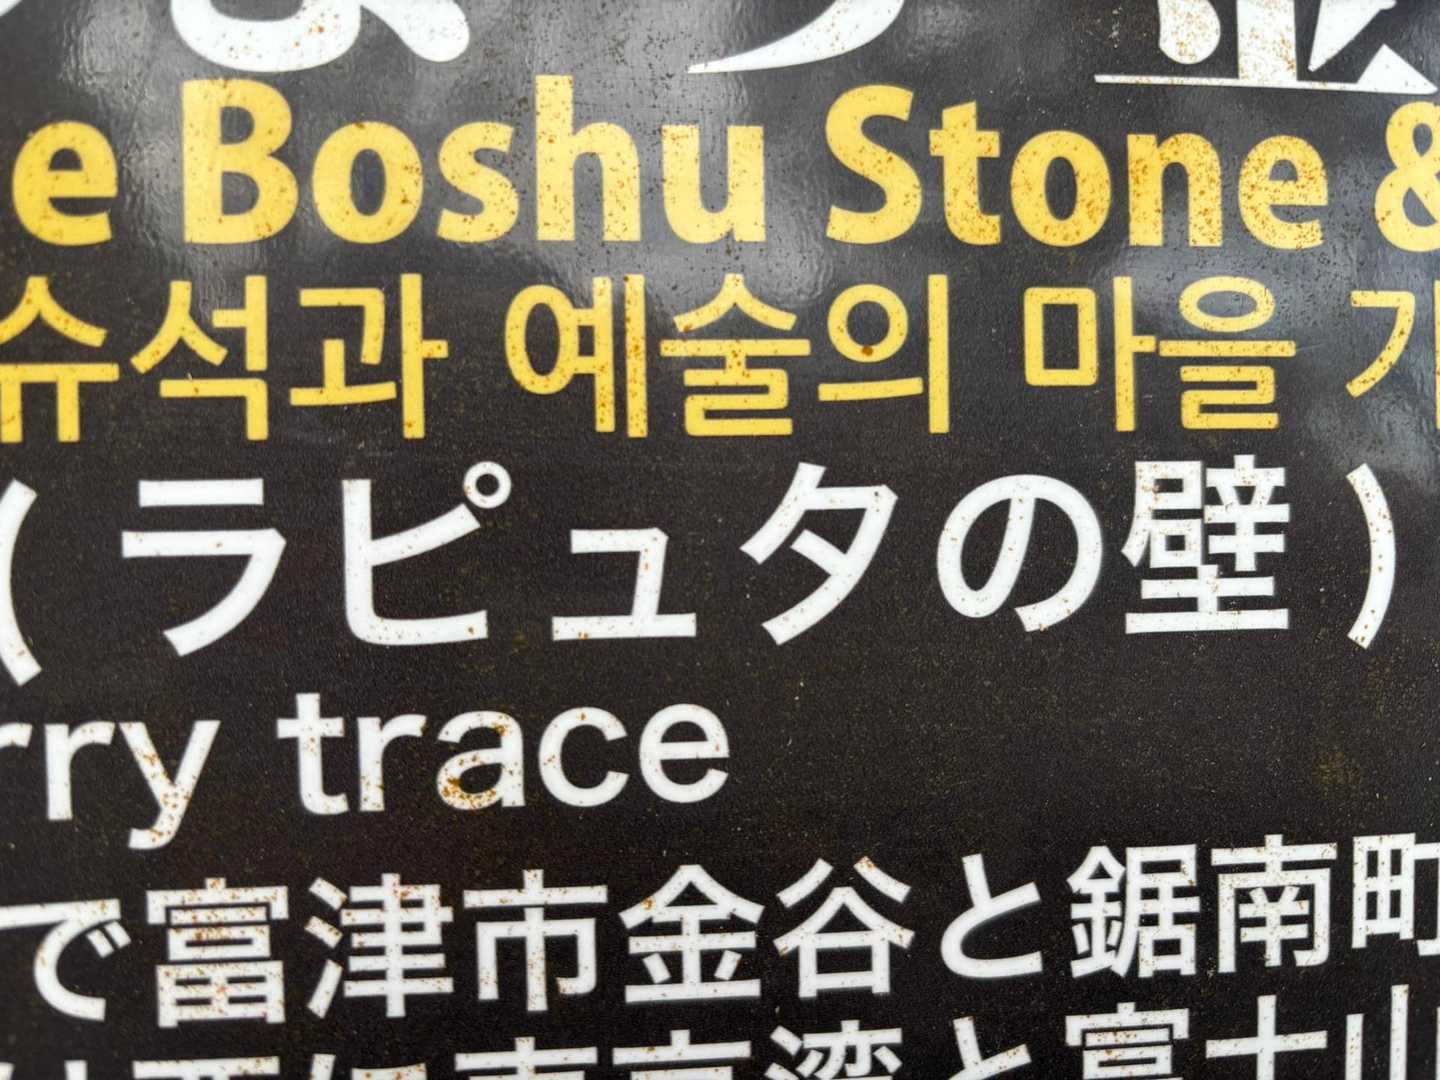 e Boshu Stone &
슈석과 예술의 마을
(ラピュタの壁)
rry trace
で富津市金谷と鋸南町